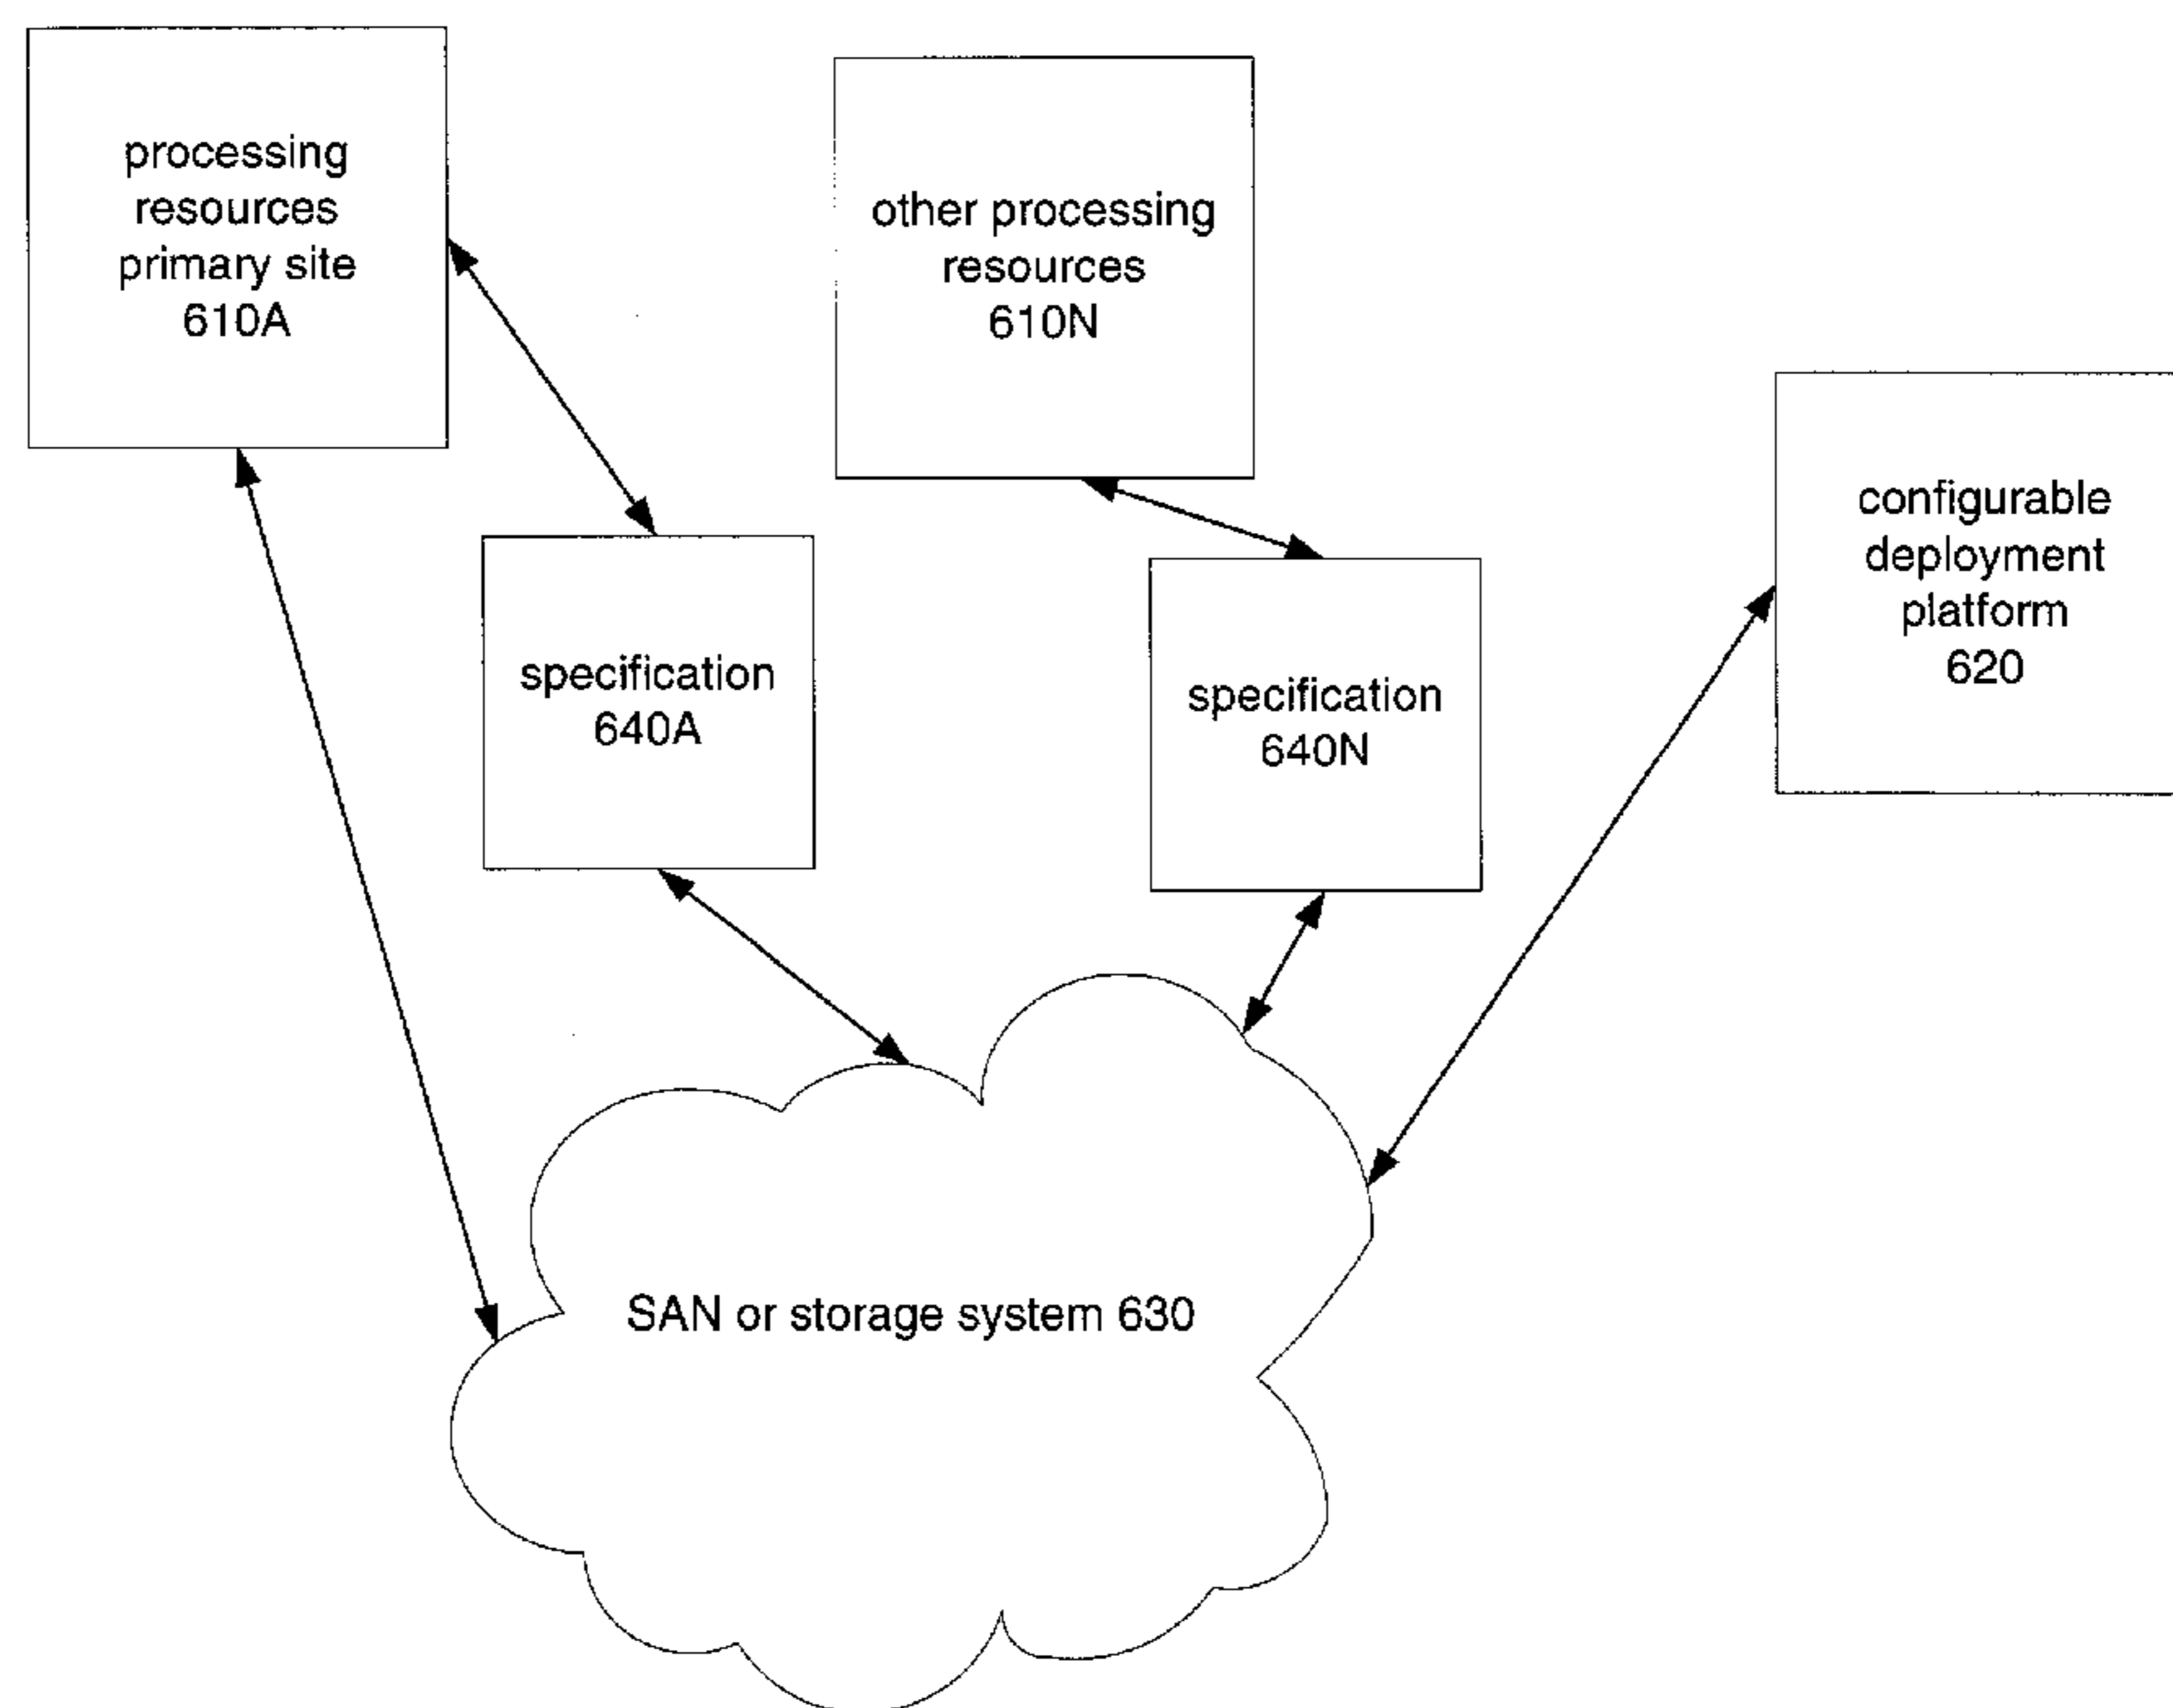 processing
resources
primary site
610A
other processing
resources
610N
configurable
deployment
platform
620
specification
640A
specification
640N
SAN or storage system 630